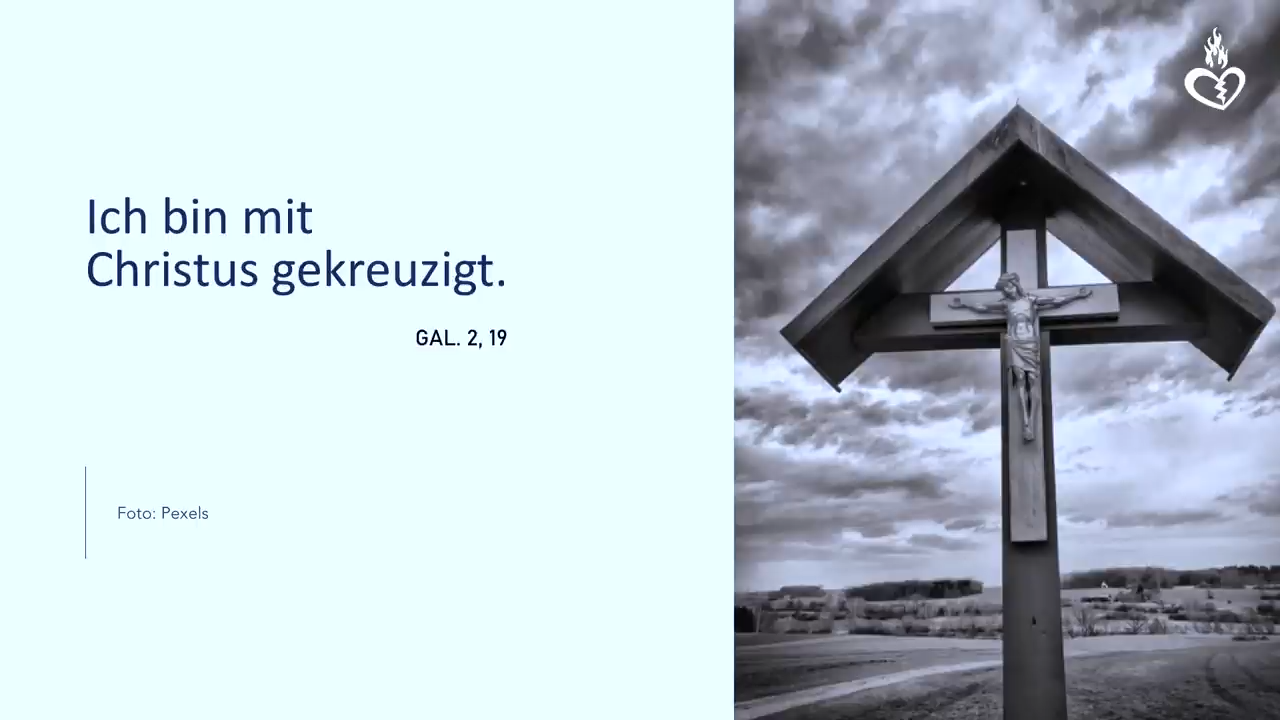 Ich bin mit
Christus gekreuzigt.
GAL. 2, 19
Foto: Pexels